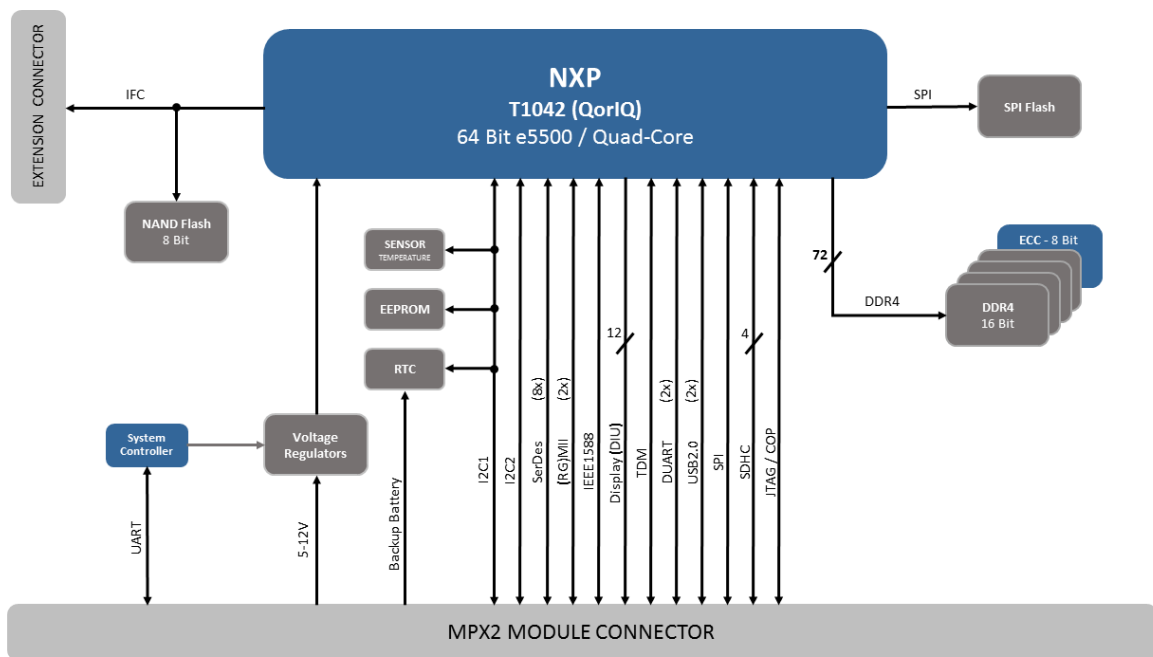 EXTENSION CONNECTOR
IFC
NXP
T1042 (QorIQ)
64 Bit e5500 / Quad-Core
SPI
SPI Flash
NAND Flash
8 Bit
SENSOR
TEMPERATURE
EEPROM
RTC
72
DDR4
ECC - 8 Bit
DDR4
16 Bit
12
4
System
Controller
Voltage
Regulators
UART
5-12V
Backup Battery
I2C1
I2C2
SerDes (8x)
(RG)MII (2x)
IEEE1588
Display (DIU)
TDM
DUART (2x)
USB2.0 (2x)
SPI
SDHC
JTAG / COP
MPX2 MODULE CONNECTOR